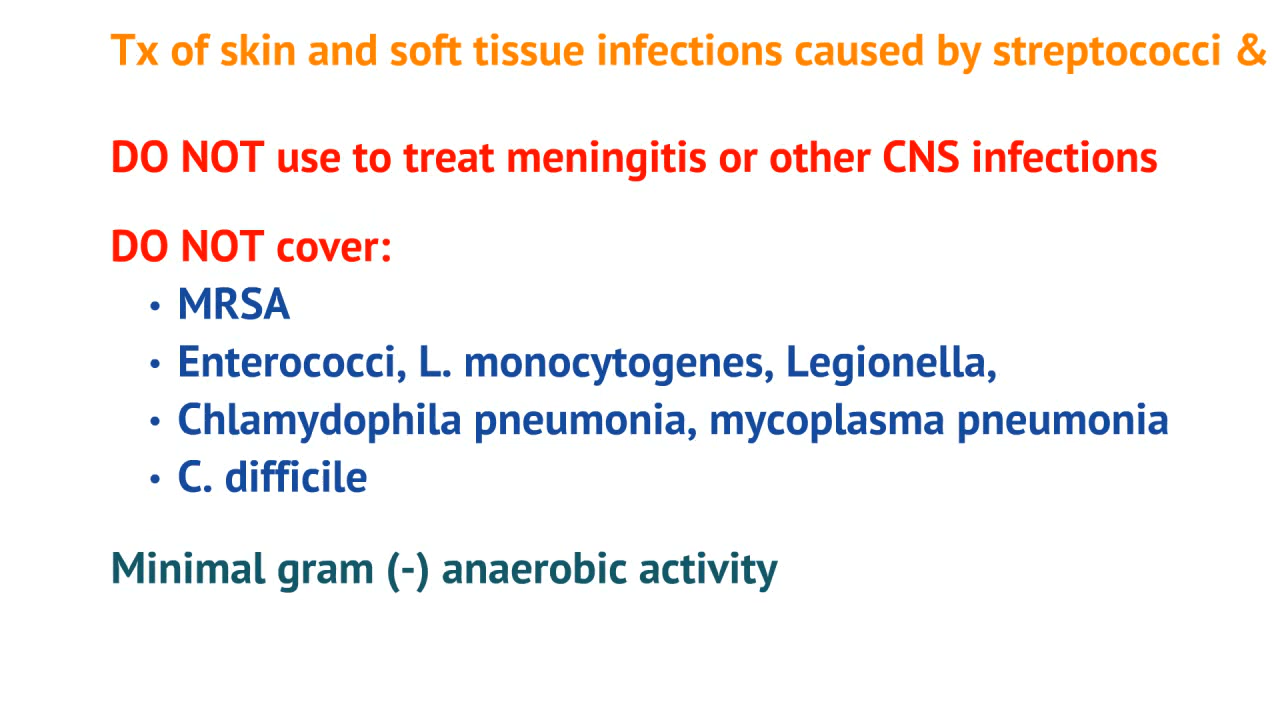 Tx of skin and soft tissue infections caused by streptococci &
DO NOT use to treat meningitis or other CNS infections
DO NOT cover:
• MRSA
• Enterococci, L. monocytogenes, Legionella,
• Chlamydophila pneumonia, mycoplasma pneumonia
• C. difficile
Minimal gram (-) anaerobic activity